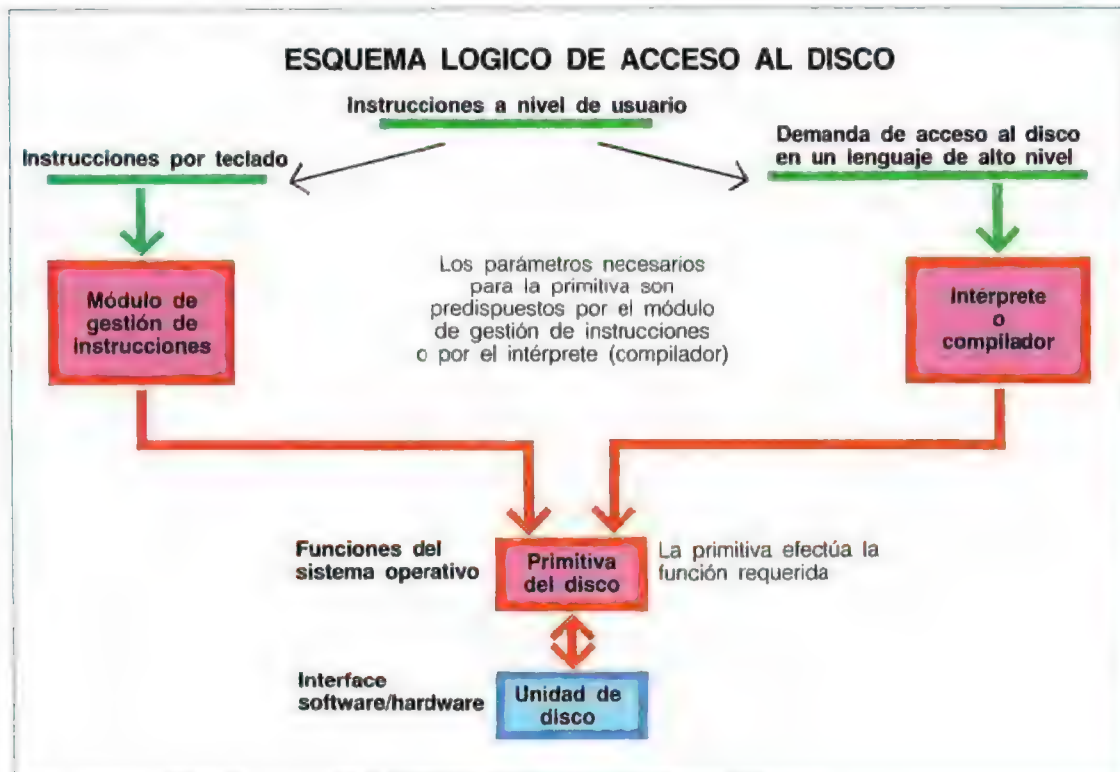 ESQUEMA LOGICO DE ACCESO AL DISCO
Instrucciones a nivel de usuario
Instrucciones por teclado
Demanda de acceso al disco
en un lenguaje de alto nivel
Módulo de
gestión de
instrucciones
Los parámetros necesarios
para la primitiva son
predispuestos por el módulo
de gestión de instrucciones
o por el intérprete (compilador)
Intérprete
o
compilador
Funciones del
sistema operativo
Primitiva
del disco
La primitiva efectúa la
función requerida
Interface
software/hardware
Unidad de
disco